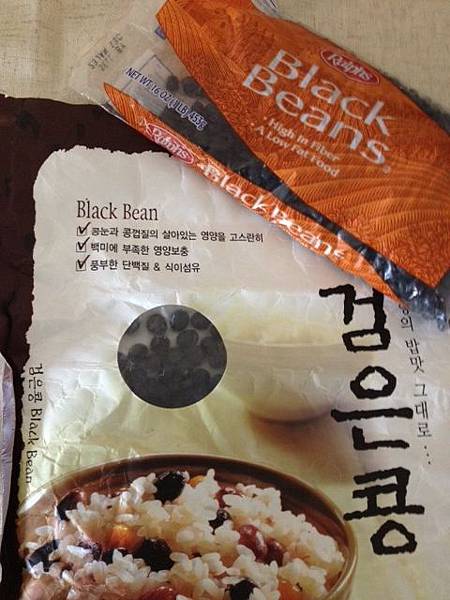 Ralphs
Black
Beans
• High in Fiber
• A Low Fat Food
NET WT 16 OZ (1 LB) 453g
Ralphs Black Beans
Black Bean
콩눈과 콩껍질의 살아있는 영양을 고스란히
백미에 부족한 영양보충
풍부한 단백질 & 식이섬유
의 밥맛 그대로...
검은콩
검은콩 Black Bean